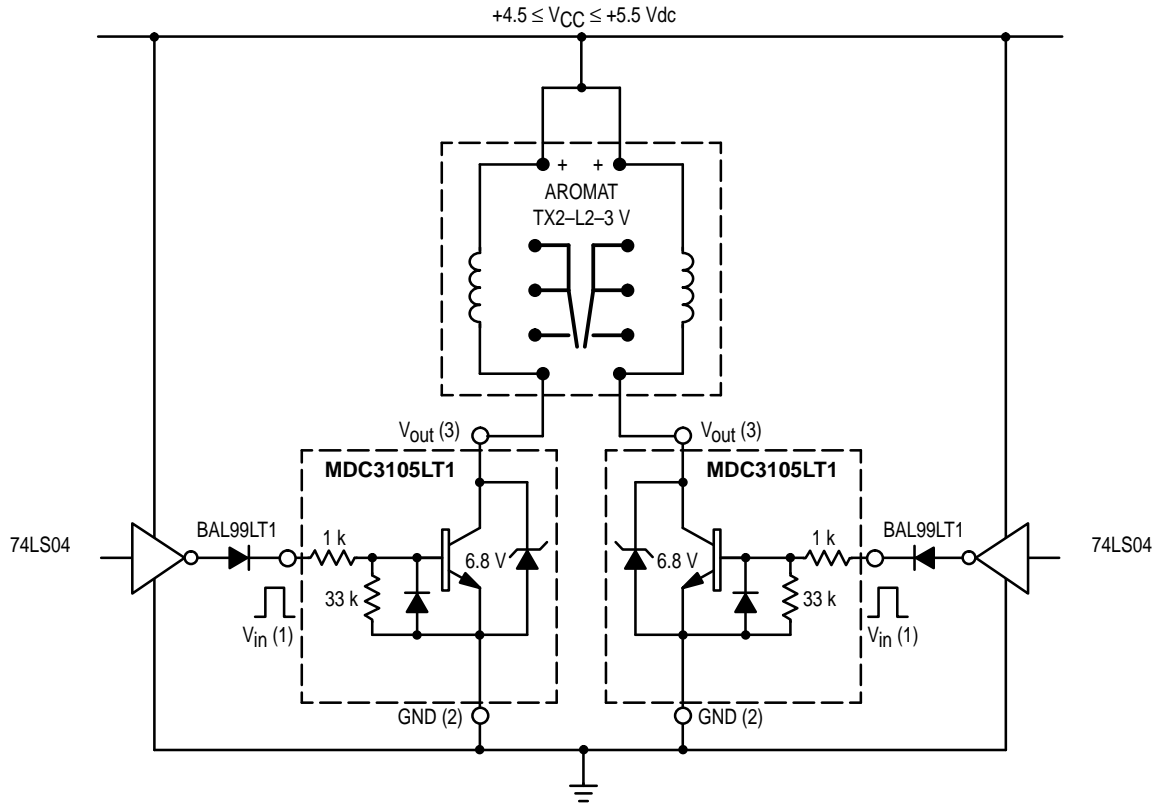 +4.5 ≤ VCC ≤ +5.5 Vdc
+ +
AROMAT
TX2–L2–3 V
Vout (3)
Vout (3)
MDC3105LT1
MDC3105LT1
74LS04
BAL99LT1
1 k
6.8 V
33 k
Vin (1)
GND (2)
6.8 V
1 k
33 k
BAL99LT1
74LS04
Vin (1)
GND (2)